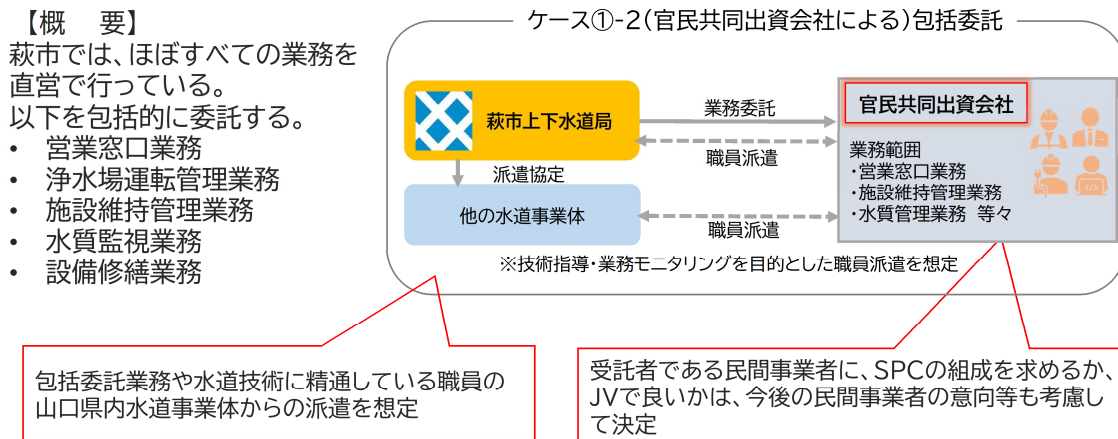 【概　要】
萩市では、ほぼすべての業務を
直営で行っている。
以下を包括的に委託する。
• 営業窓口業務
• 浄水場運転管理業務
• 施設維持管理業務
• 水質監視業務
• 設備修繕業務
ケース①-2(官民共同出資会社による)包括委託
萩市上下水道局
業務委託
職員派遣
派遣協定
他の水道事業体
職員派遣
官民共同出資会社
業務範囲
・営業窓口業務
・施設維持管理業務
・水質管理業務 等々
※技術指導・業務モニタリングを目的とした職員派遣を想定
包括委託業務や水道技術に精通している職員の
山口県内水道事業体からの派遣を想定
受託者である民間事業者に、SPCの組成を求めるか、
JVで良いかは、今後の民間事業者の意向等も考慮し
て決定